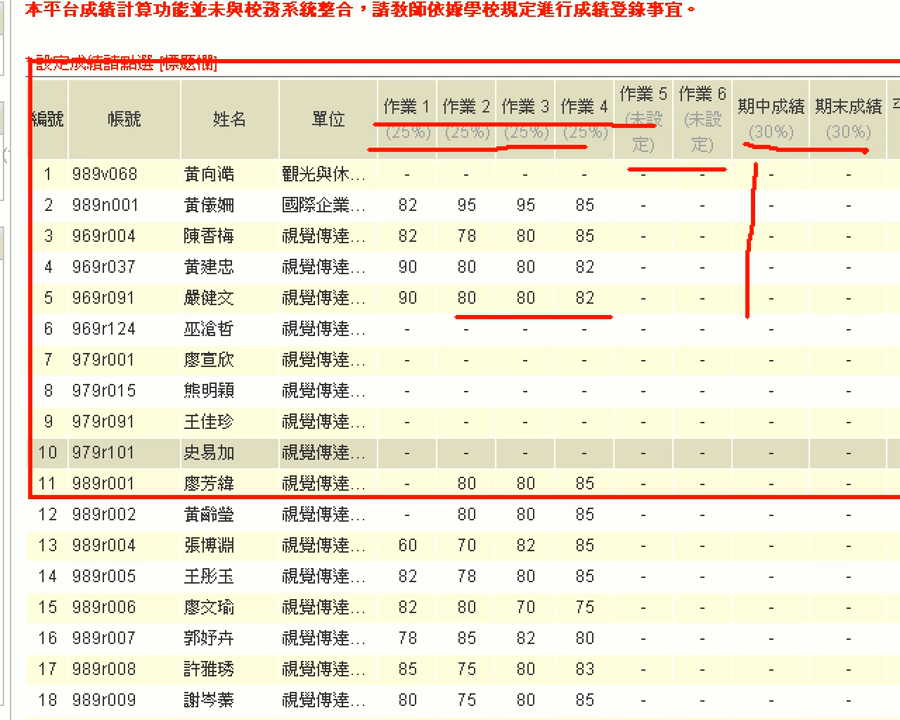 本平台成績計算功能並未與校務系統整合，請教師依據學校規定進行成績登錄事宜。
*設定成績請點選 [標題欄]
編號 帳號 姓名 單位 作業 1 (25%) 作業 2 (25%) 作業 3 (25%) 作業 4 (25%) 作業 5 (未設定) 作業 6 (未設定) 期中成績 (30%) 期末成績 (30%)
1 989v068 黃向澔 觀光與休... - - - - - - - -
2 989n001 黃儀姍 國際企業... 82 95 95 85 - - - -
3 969r004 陳香梅 視覺傳達... 82 78 80 85 - - - -
4 969r037 黃建忠 視覺傳達... 90 80 80 82 - - - -
5 969r091 嚴健文 視覺傳達... 90 80 80 82 - - - -
6 969r124 巫滄哲 視覺傳達... - - - - - - - -
7 979r001 廖宣欣 視覺傳達... - - - - - - - -
8 979r015 熊明穎 視覺傳達... - - - - - - - -
9 979r091 王佳珍 視覺傳達... - - - - - - - -
10 979r101 史易加 視覺傳達... - - - - - - - -
11 989r001 廖芳緯 視覺傳達... - 80 80 85 - - - -
12 989r002 黃齡瑩 視覺傳達... - 80 80 85 - - - -
13 989r004 張博淵 視覺傳達... 60 70 82 85 - - - -
14 989r005 王彤玉 視覺傳達... 82 78 80 85 - - - -
15 989r006 廖文瑜 視覺傳達... 82 80 70 75 - - - -
16 989r007 郭妤卉 視覺傳達... 78 85 82 80 - - - -
17 989r008 許雅琇 視覺傳達... 85 75 80 83 - - - -
18 989r009 謝岑蓁 視覺傳達... 80 75 80 85 - - - -